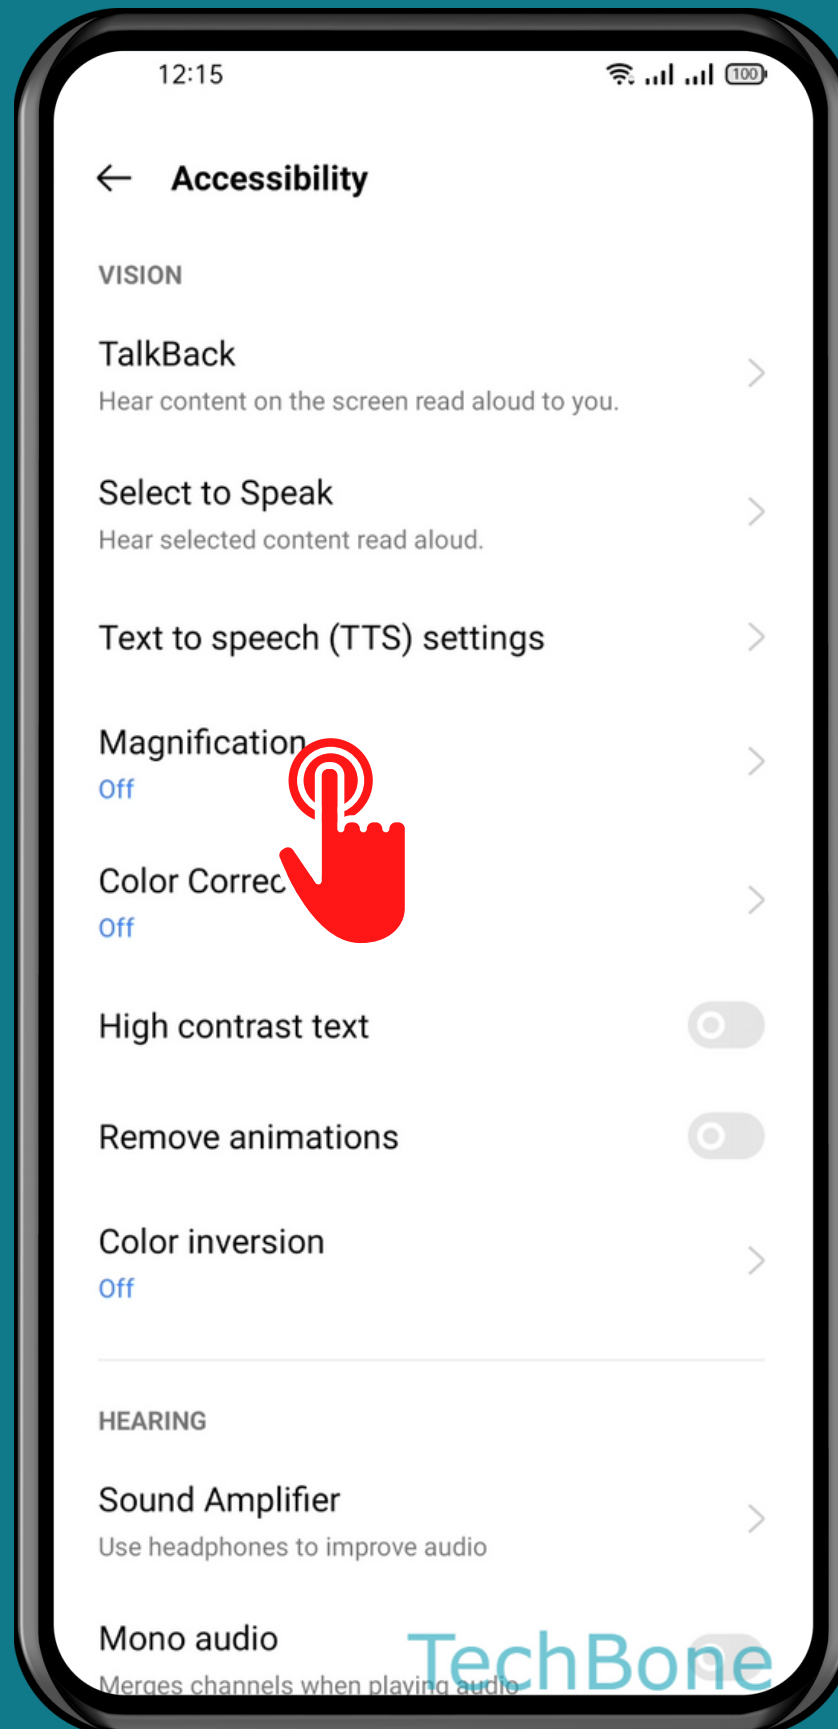 12:15
100
Accessibility
VISION
TalkBack
Hear content on the screen read aloud to you.
Select to Speak
Hear selected content read aloud.
Text to speech (TTS) settings
Magnification
Off
Color Correc
Off
High contrast text
Remove animations
Color inversion
Off
HEARING
Sound Amplifier
Use headphones to improve audio
Mono audio
Merges channels when playing audio
TechBone